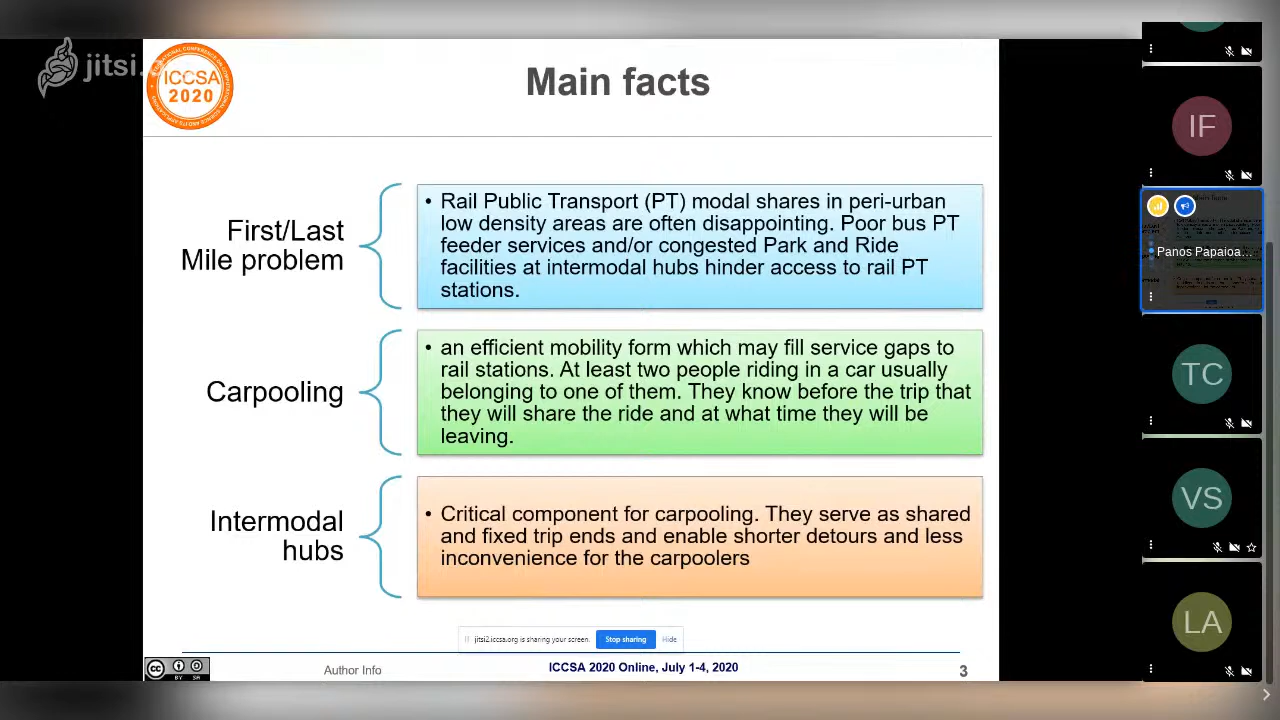 jitsi.
ICCSA
2020
Main facts
First/Last
Mile problem
• Rail Public Transport (PT) modal shares in peri-urban
low density areas are often disappointing. Poor bus PT
feeder services and/or congested Park and Ride
facilities at intermodal hubs hinder access to rail PT
stations.
Carpooling
• an efficient mobility form which may fill service gaps to
rail stations. At least two people riding in a car usually
belonging to one of them. They know before the trip that
they will share the ride and at what time they will be
leaving.
Intermodal
hubs
• Critical component for carpooling. They serve as shared
and fixed trip ends and enable shorter detours and less
inconvenience for the carpoolers
jitsi2.iccsa.org is sharing your screen.
Stop sharing
Hide
cc
BY SA
Author Info
ICCSA 2020 Online, July 1-4, 2020
3
IF
Panos Papaioa...
TC
VS
LA